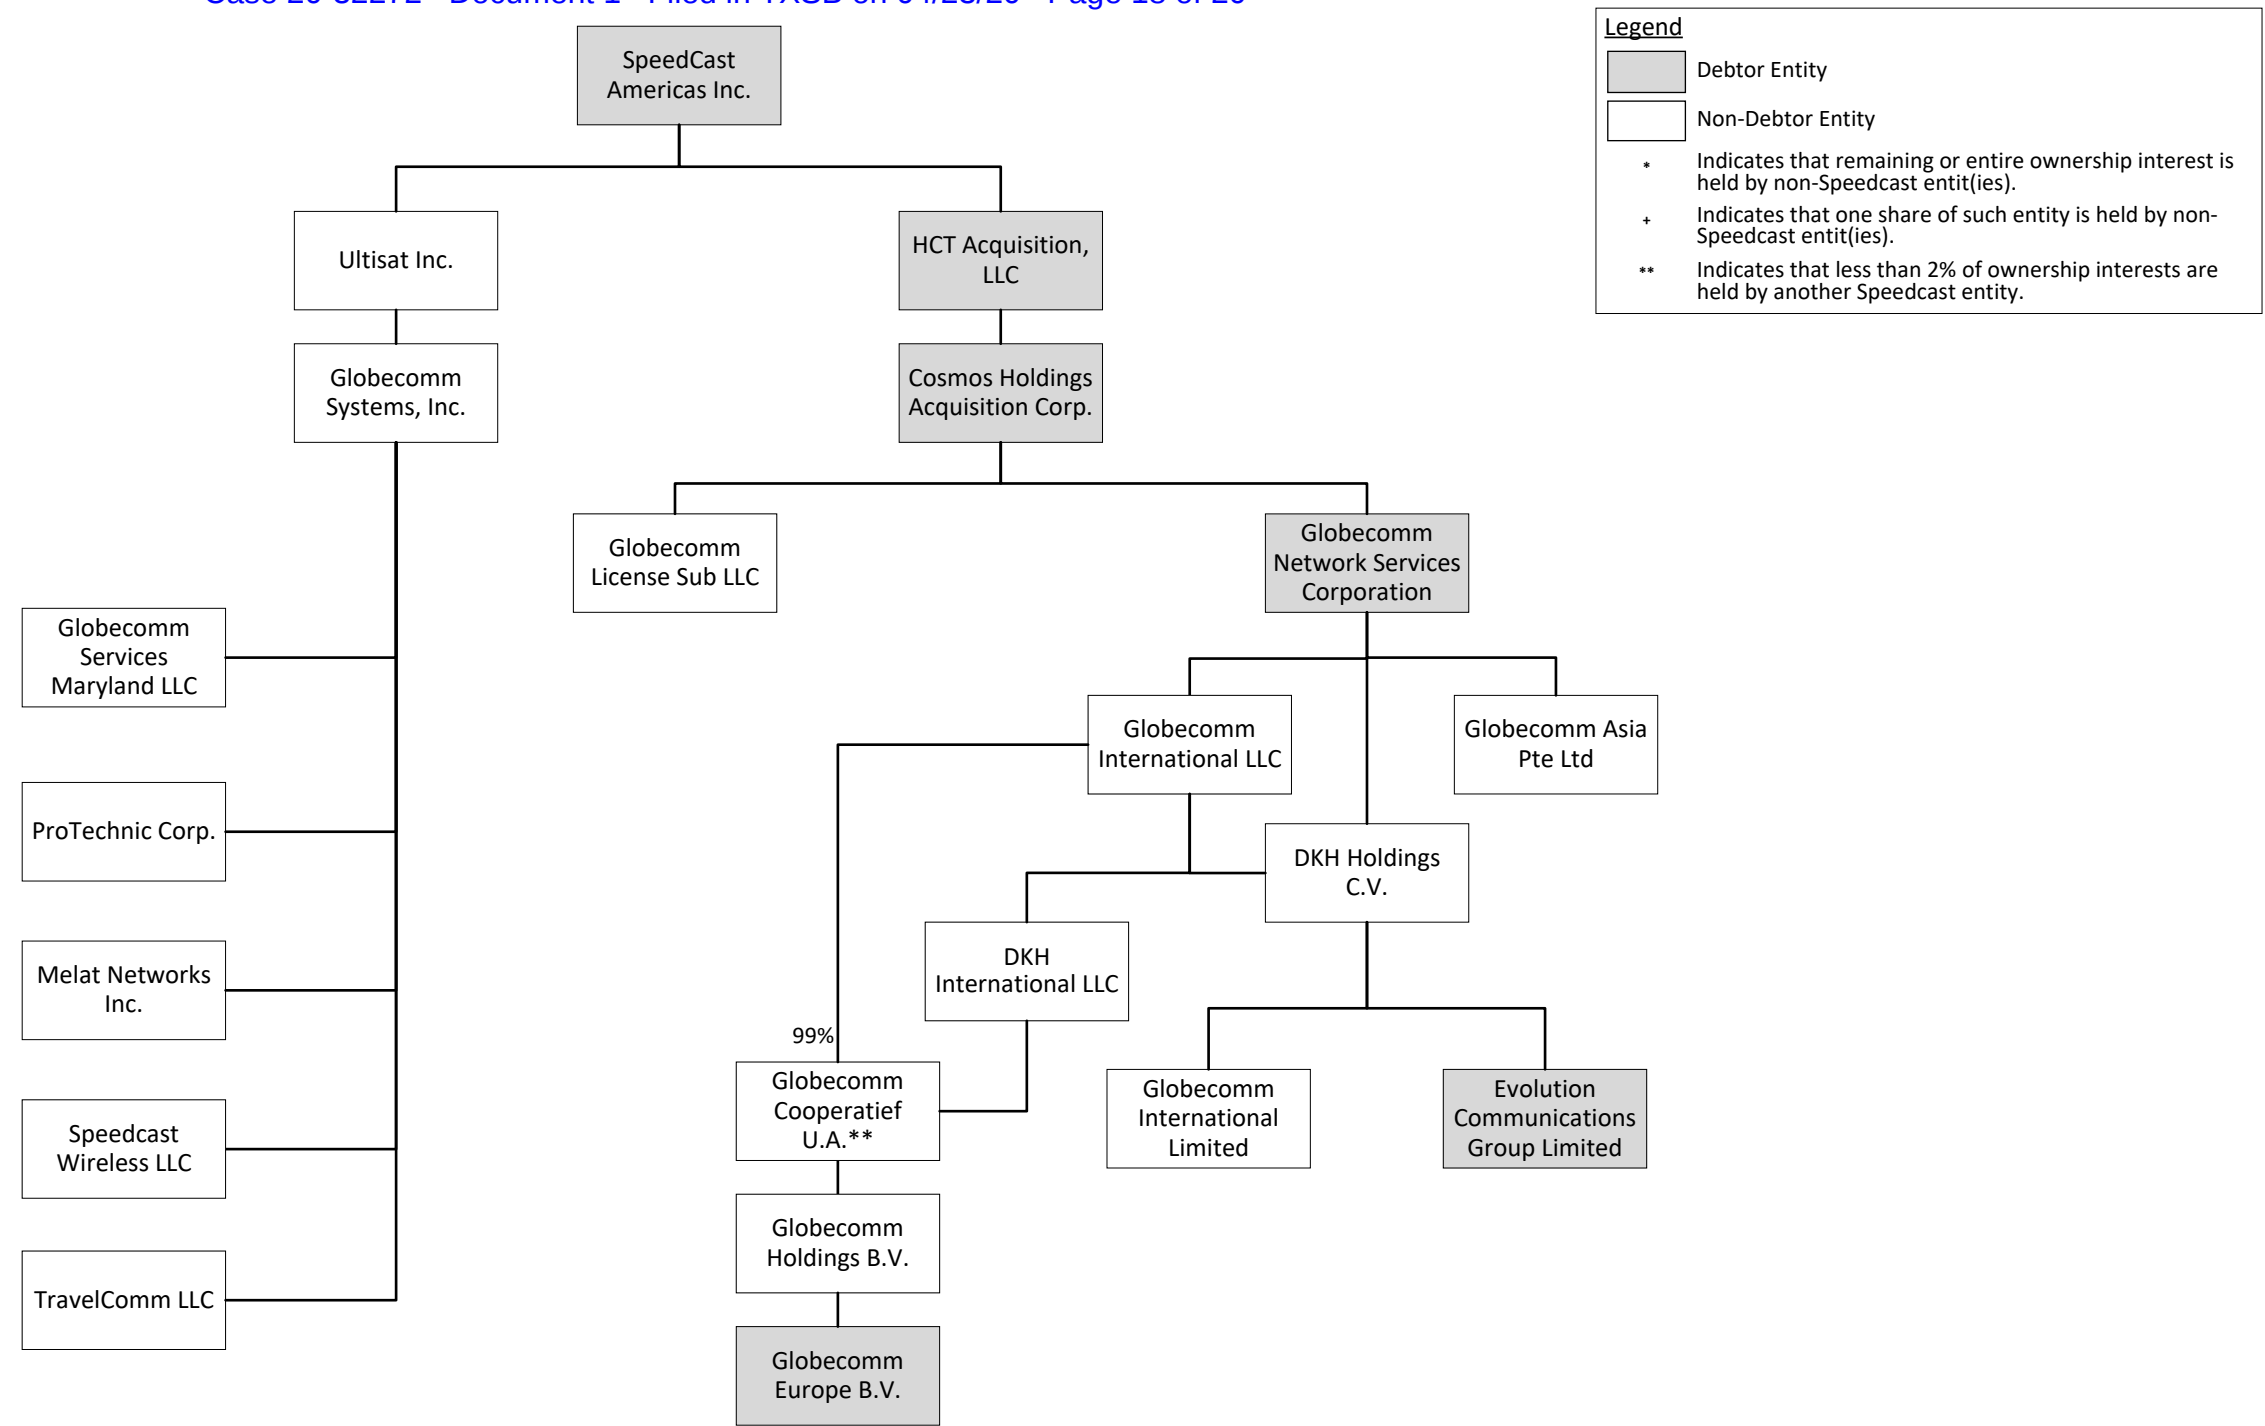 SpeedCast
Americas Inc.
Legend
Debtor Entity
Non-Debtor Entity
* Indicates that remaining or entire ownership interest is
held by non-Speedcast entit(ies).
+ Indicates that one share of such entity is held by non-
Speedcast entit(ies).
** Indicates that less than 2% of ownership interests are
held by another Speedcast entity.
Ultisat Inc.
HCT Acquisition,
LLC
Globecomm
Systems, Inc.
Cosmos Holdings
Acquisition Corp.
Globecomm
License Sub LLC
Globecomm
Network Services
Corporation
Globecomm
Services
Maryland LLC
Globecomm
International LLC
Globecomm Asia
Pte Ltd
ProTechnic Corp.
DKH Holdings
C.V.
Melat Networks
Inc.
DKH
International LLC
99%
Globecomm
Cooperatief
U.A.**
Globecomm
International
Limited
Evolution
Communications
Group Limited
Speedcast
Wireless LLC
Globecomm
Holdings B.V.
TravelComm LLC
Globecomm
Europe B.V.